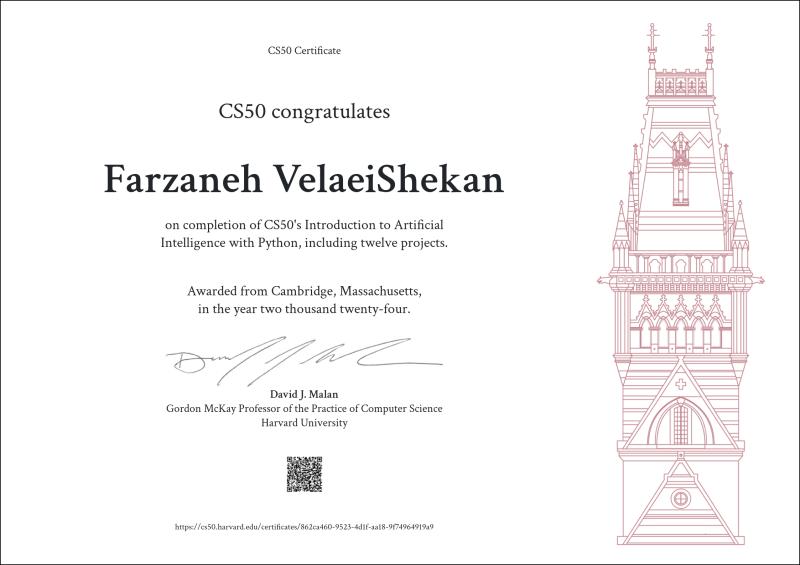 CS50 Certificate
CS50 congratulates
Farzaneh VelaeiShekan
on completion of CS50's Introduction to Artificial
Intelligence with Python, including twelve projects.
Awarded from Cambridge, Massachusetts,
in the year two thousand twenty-four.
David J. Malan
Gordon McKay Professor of the Practice of Computer Science
Harvard University
https://cs50.harvard.edu/certificates/862ca460-9523-4d1f-aa18-9f74964919a9